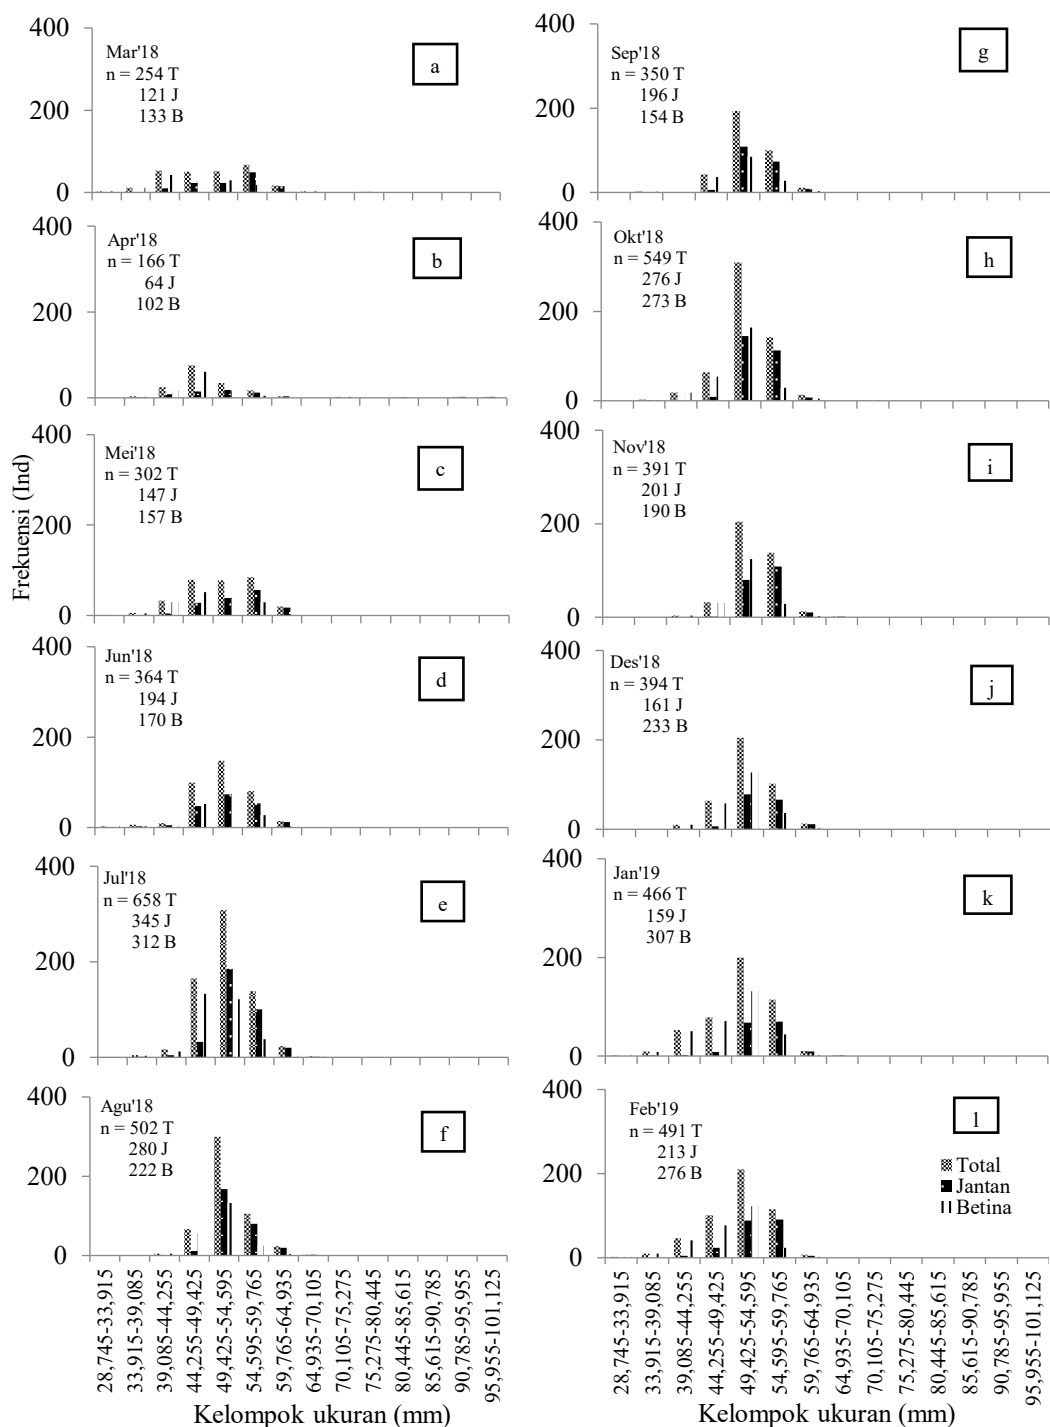 Frekuensi (Ind)
400
200
0
Mar'18
n = 254 T
121 J
133 B
a
400
200
0
Apr'18
n = 166 T
64 J
102 B
b
400
200
0
Mei'18
n = 302 T
147 J
157 B
c
400
200
0
Jun'18
n = 364 T
194 J
170 B
d
400
200
0
Jul'18
n = 658 T
345 J
312 B
e
400
200
0
Agu'18
n = 502 T
280 J
222 B
f
28,745-33,915
33,915-39,085
39,085-44,255
44,255-49,425
49,425-54,595
54,595-59,765
59,765-64,935
64,935-70,105
70,105-75,275
75,275-80,445
80,445-85,615
85,615-90,785
90,785-95,955
95,955-101,125
Kelompok ukuran (mm)
400
200
0
Sep'18
n = 350 T
196 J
154 B
g
400
200
0
Okt'18
n = 549 T
276 J
273 B
h
400
200
0
Nov'18
n = 391 T
201 J
190 B
i
400
200
0
Des'18
n = 394 T
161 J
233 B
j
400
200
0
Jan'19
n = 466 T
159 J
307 B
k
400
200
0
Feb'19
n = 491 T
213 J
276 B
l
Total
Jantan
Betina
28,745-33,915
33,915-39,085
39,085-44,255
44,255-49,425
49,425-54,595
54,595-59,765
59,765-64,935
64,935-70,105
70,105-75,275
75,275-80,445
80,445-85,615
85,615-90,785
90,785-95,955
95,955-101,125
Kelompok ukuran (mm)